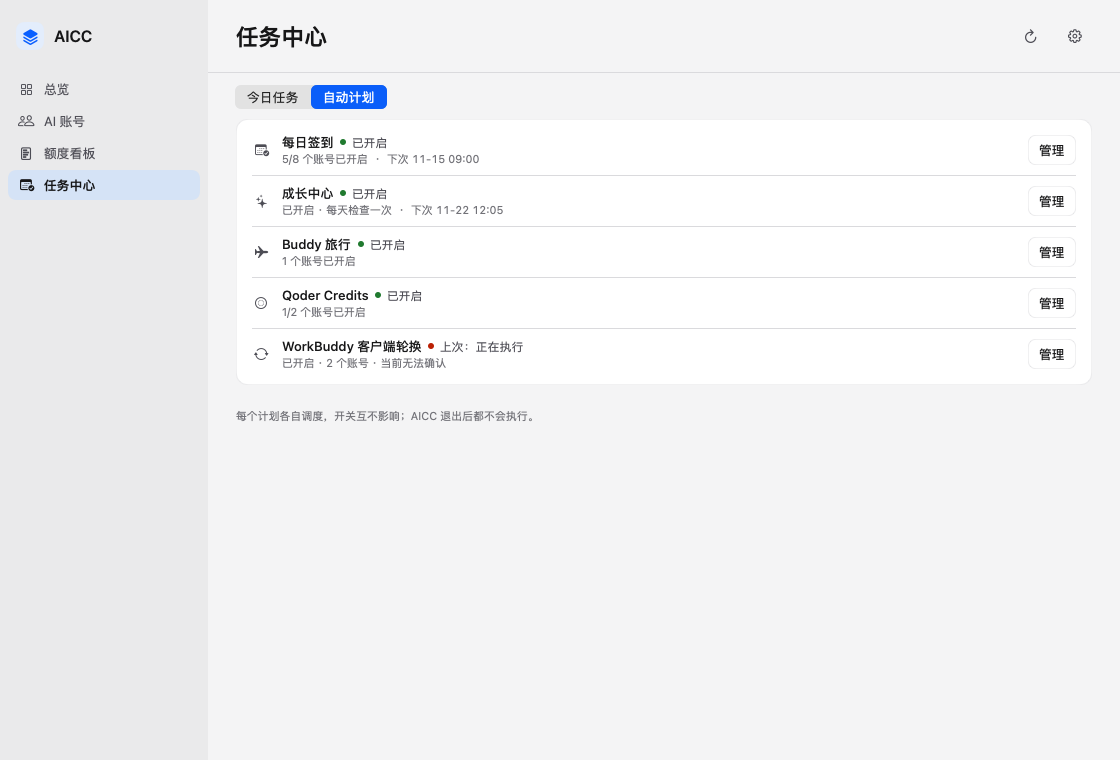 AICC
总览
AI 账号
额度看板
任务中心
任务中心
今日任务 自动计划
每日签到 已开启
5/8 个账号已开启 · 下次 11-15 09:00
管理
成长中心 已开启
已开启 · 每天检查一次 · 下次 11-22 12:05
管理
Buddy 旅行 已开启
1 个账号已开启
管理
Qoder Credits 已开启
1/2 个账号已开启
管理
WorkBuddy 客户端轮换 上次：正在执行
已开启 · 2 个账号 · 当前无法确认
管理
每个计划各自调度，开关互不影响；AICC 退出后都不会执行。